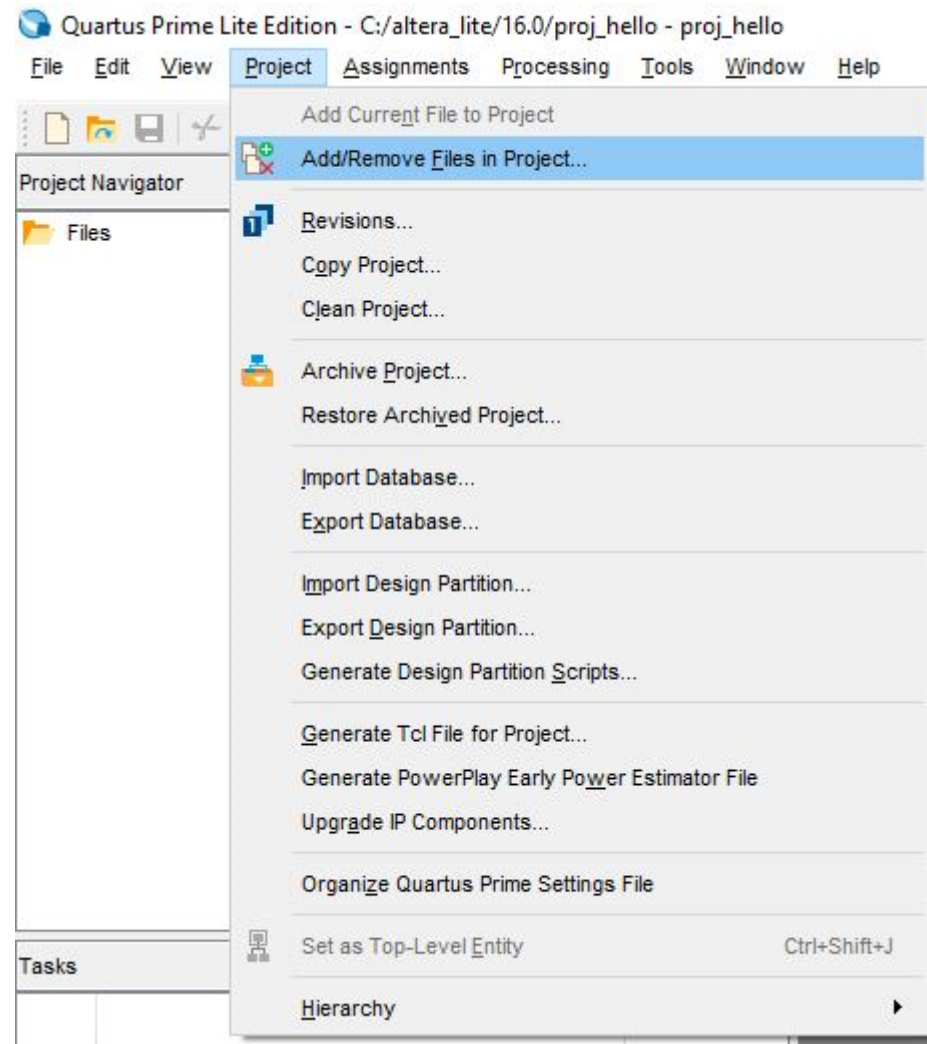 Quartus Prime Lite Edition - C:/altera_lite/16.0/proj_hello - proj_hello
File Edit View Project Assignments Processing Tools Window Help
Project Navigator
Files
Add Current File to Project
Add/Remove Files in Project...
Revisions...
Copy Project...
Clean Project...
Archive Project...
Restore Archived Project...
Import Database...
Export Database...
Import Design Partition...
Export Design Partition...
Generate Design Partition Scripts...
Generate Tcl File for Project...
Generate PowerPlay Early Power Estimator File
Upgrade IP Components...
Organize Quartus Prime Settings File
Set as Top-Level Entity Ctrl+Shift+J
Hierarchy
Tasks